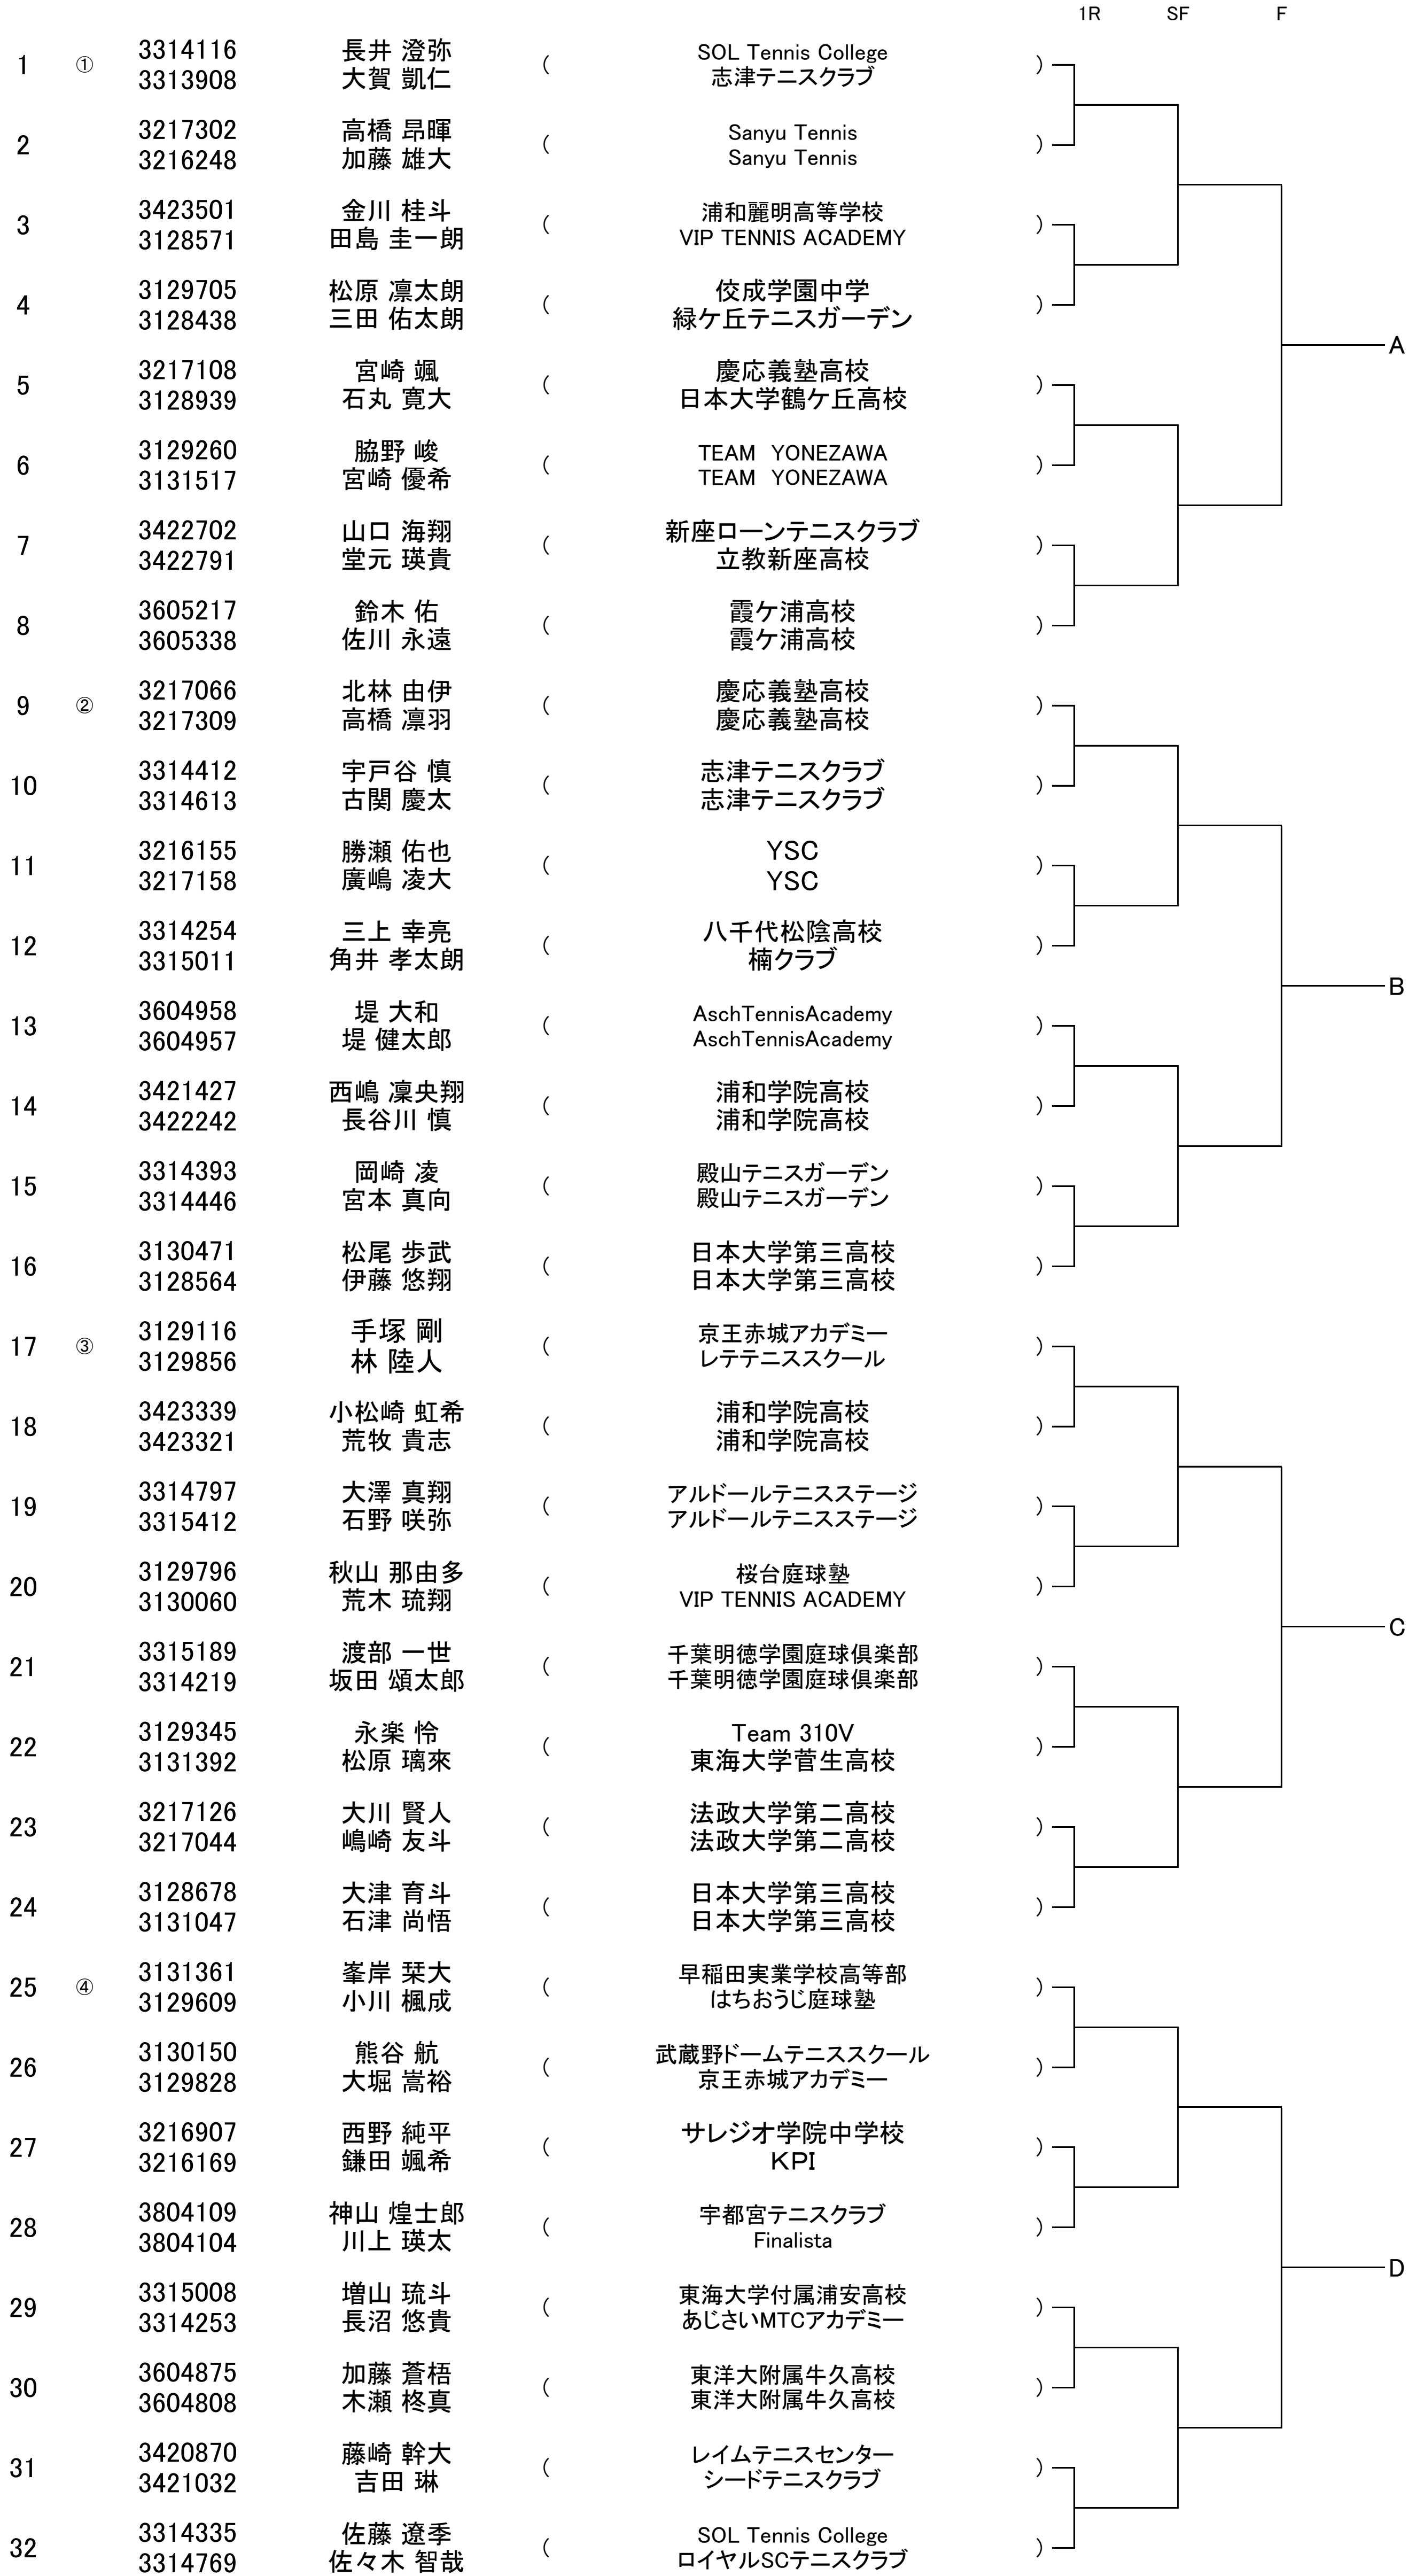 1R SF F
1 ① 3314116 長井 澄弥 ( SOL Tennis College )
3313908 大賀 凱仁 志津テニスクラブ
2 3217302 高橋 昂暉 ( Sanyu Tennis )
3216248 加藤 雄大 Sanyu Tennis
3 3423501 金川 桂斗 ( 浦和麗明高等学校 )
3128571 田島 圭一朗 VIP TENNIS ACADEMY
4 3129705 松原 凛太朗 ( 佼成学園中学 )
3128438 三田 佑太朗 緑ケ丘テニスガーデン
A
5 3217108 宮崎 颯 ( 慶応義塾高校 )
3128939 石丸 寛大 日本大学鶴ケ丘高校
6 3129260 脇野 峻 ( TEAM YONEZAWA )
3131517 宮崎 優希 TEAM YONEZAWA
7 3422702 山口 海翔 ( 新座ローンテニスクラブ )
3422791 堂元 瑛貴 立教新座高校
8 3605217 鈴木 佑 ( 霞ケ浦高校 )
3605338 佐川 永遠 霞ケ浦高校
9 ② 3217066 北林 由伊 ( 慶応義塾高校 )
3217309 高橋 凛羽 慶応義塾高校
10 3314412 宇戸谷 慎 ( 志津テニスクラブ )
3314613 古関 慶太 志津テニスクラブ
11 3216155 勝瀬 佑也 ( YSC )
3217158 廣嶋 凌大 YSC
12 3314254 三上 幸亮 ( 八千代松陰高校 )
3315011 角井 孝太朗 楠クラブ
B
13 3604958 堤 大和 ( AschTennisAcademy )
3604957 堤 健太郎 AschTennisAcademy
14 3421427 西嶋 凜央翔 ( 浦和学院高校 )
3422242 長谷川 慎 浦和学院高校
15 3314393 岡崎 凌 ( 殿山テニスガーデン )
3314446 宮本 真向 殿山テニスガーデン
16 3130471 松尾 歩武 ( 日本大学第三高校 )
3128564 伊藤 悠翔 日本大学第三高校
17 ③ 3129116 手塚 剛 ( 京王赤城アカデミー )
3129856 林 陸人 レテテニススクール
18 3423339 小松崎 虹希 ( 浦和学院高校 )
3423321 荒牧 貴志 浦和学院高校
19 3314797 大澤 真翔 ( アルドールテニスステージ )
3315412 石野 咲弥 アルドールテニスステージ
20 3129796 秋山 那由多 ( 桜台庭球塾 )
3130060 荒木 琉翔 VIP TENNIS ACADEMY
C
21 3315189 渡部 一世 ( 千葉明徳学園庭球倶楽部 )
3314219 坂田 頌太郎 千葉明徳学園庭球倶楽部
22 3129345 永楽 怜 ( Team 310V )
3131392 松原 璃來 東海大学菅生高校
23 3217126 大川 賢人 ( 法政大学第二高校 )
3217044 嶋崎 友斗 法政大学第二高校
24 3128678 大津 育斗 ( 日本大学第三高校 )
3131047 石津 尚悟 日本大学第三高校
25 ④ 3131361 峯岸 栞大 ( 早稲田実業学校高等部 )
3129609 小川 楓成 はちおうじ庭球塾
26 3130150 熊谷 航 ( 武蔵野ドームテニススクール )
3129828 大堀 嵩裕 京王赤城アカデミー
27 3216907 西野 純平 ( サレジオ学院中学校 )
3216169 鎌田 颯希 KPI
28 3804109 神山 煌士郎 ( 宇都宮テニスクラブ )
3804104 川上 瑛太 Finalista
D
29 3315008 増山 琉斗 ( 東海大学付属浦安高校 )
3314253 長沼 悠貴 あじさいMTCアカデミー
30 3604875 加藤 蒼梧 ( 東洋大附属牛久高校 )
3604808 木瀬 柊真 東洋大附属牛久高校
31 3420870 藤崎 幹大 ( レイムテニスセンター )
3421032 吉田 琳 シードテニスクラブ
32 3314335 佐藤 遼季 ( SOL Tennis College )
3314769 佐々木 智哉 ロイヤルSCテニスクラブ